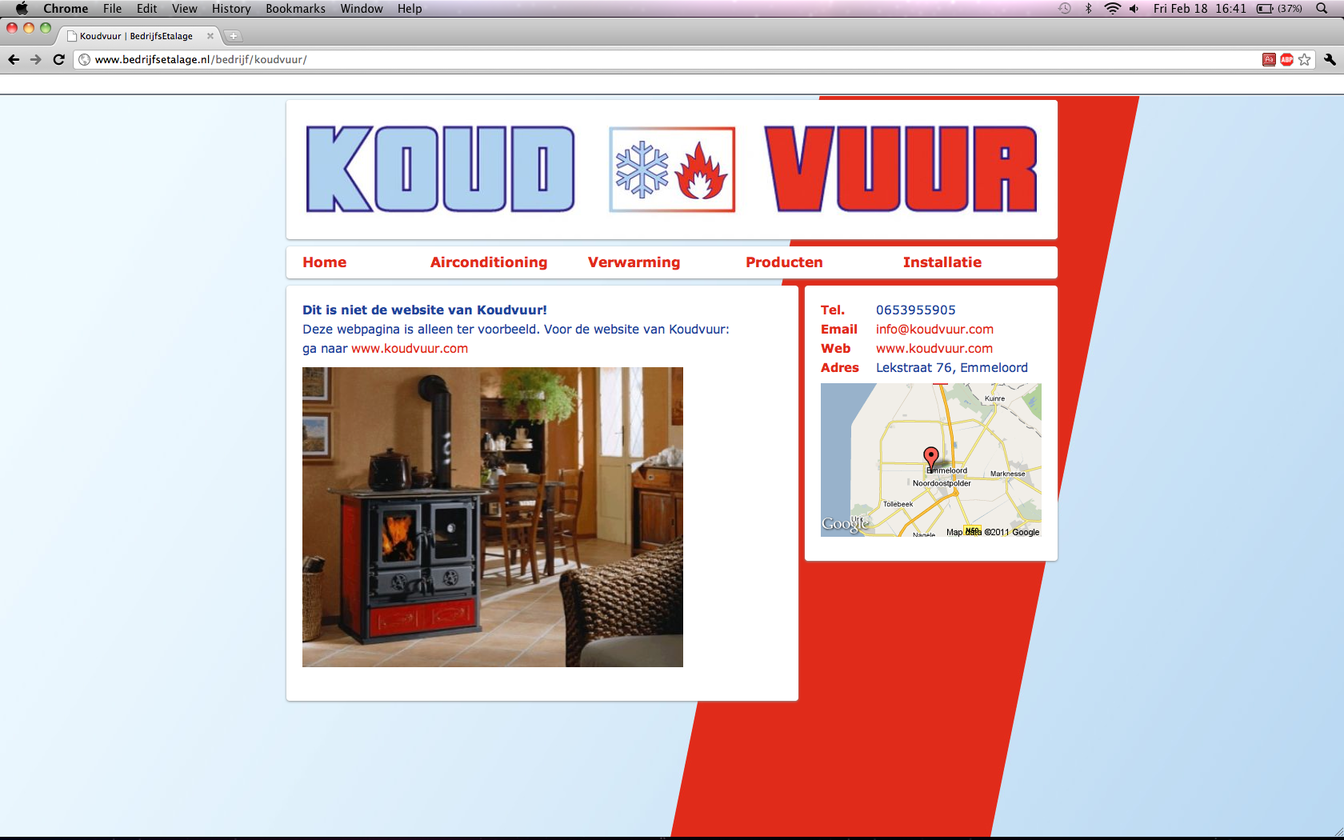 Chrome File Edit View History Bookmarks Window Help Fri Feb 18 16:41 (37%)
Koudvuur | BedrijfsEtalage
www.bedrijfsetalage.nl/bedrijf/koudvuur/ ABP
KOUD VUUR
Home Airconditioning Verwarming Producten Installatie
Dit is niet de website van Koudvuur!
Deze webpagina is alleen ter voorbeeld. Voor de website van Koudvuur:
ga naar www.koudvuur.com
Tel. 0653955905
Email info@koudvuur.com
Web www.koudvuur.com
Adres Lekstraat 76, Emmeloord
Kuinre
Emmeloord
Marknesse
Noordoostpolder
Tollebeek
Google
N50
Nagele
Map data ©2011 Google